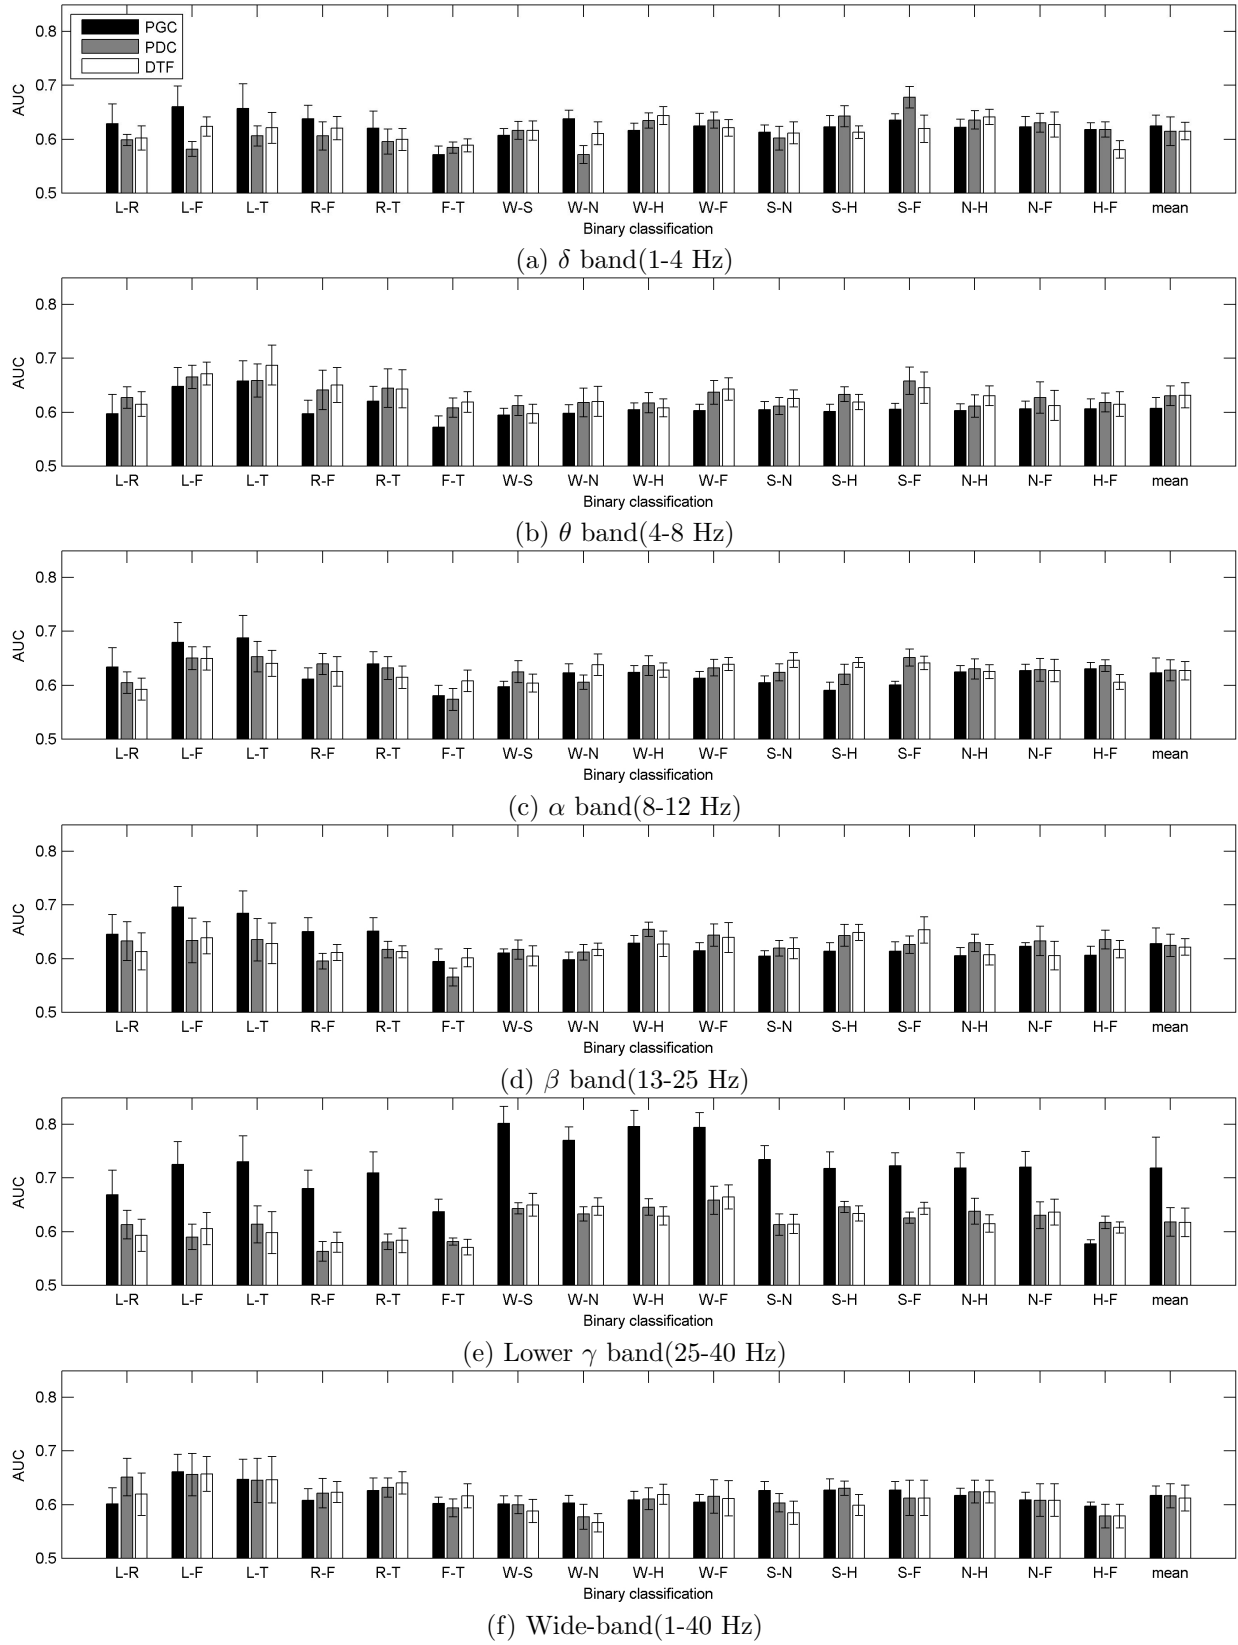 PGC
PDC
DTF
0.8
0.7
0.6
0.5
AUC
L-R L-F L-T R-F R-T F-T W-S W-N W-H W-F S-N S-H S-F N-H N-F H-F mean
Binary classification
(a) δ band(1-4 Hz)
0.8
0.7
0.6
0.5
AUC
L-R L-F L-T R-F R-T F-T W-S W-N W-H W-F S-N S-H S-F N-H N-F H-F mean
Binary classification
(b) θ band(4-8 Hz)
0.8
0.7
0.6
0.5
AUC
L-R L-F L-T R-F R-T F-T W-S W-N W-H W-F S-N S-H S-F N-H N-F H-F mean
Binary classification
(c) α band(8-12 Hz)
0.8
0.7
0.6
0.5
AUC
L-R L-F L-T R-F R-T F-T W-S W-N W-H W-F S-N S-H S-F N-H N-F H-F mean
Binary classification
(d) β band(13-25 Hz)
0.8
0.7
0.6
0.5
AUC
L-R L-F L-T R-F R-T F-T W-S W-N W-H W-F S-N S-H S-F N-H N-F H-F mean
Binary classification
(e) Lower γ band(25-40 Hz)
0.8
0.7
0.6
0.5
AUC
L-R L-F L-T R-F R-T F-T W-S W-N W-H W-F S-N S-H S-F N-H N-F H-F mean
Binary classification
(f) Wide-band(1-40 Hz)